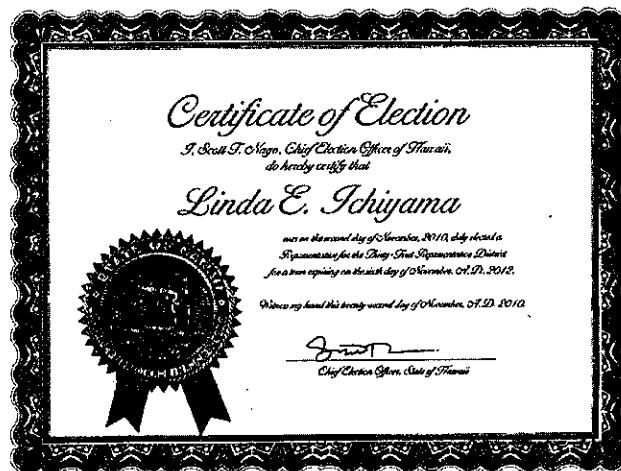 Certificate of Election
I, Scott T. Nago, Chief Election Officer of Hawaii,
do hereby certify that
Linda E. Ichiyama
was on the second day of November, 2010, duly elected a
Representative for the Thirty-First Representative District
for a term expiring on the sixth day of November, A.D. 2012.
Witness my hand this twenty-second day of November, A.D. 2010.
Chief Election Officer, State of Hawaii